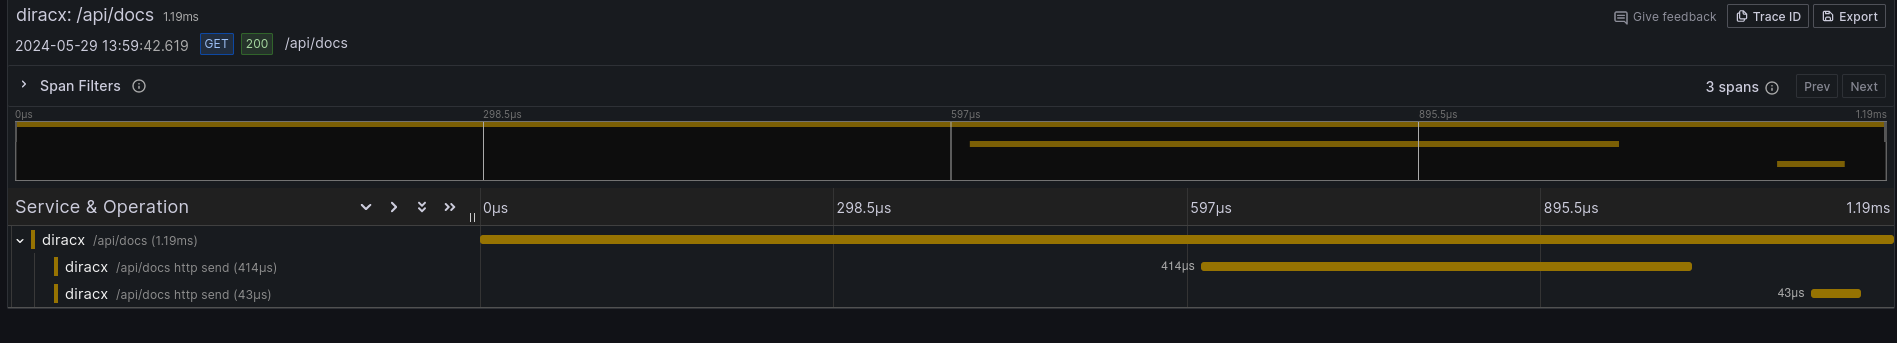 diracx: /api/docs 1.19ms Give feedback Trace ID Export
2024-05-29 13:59:42.619 GET 200 /api/docs
Span Filters 3 spans Prev Next
0μs 298.5μs 597μs 895.5μs 1.19ms
Service & Operation 0μs 298.5μs 597μs 895.5μs 1.19ms
diracx /api/docs (1.19ms)
diracx /api/docs http send (414μs) 414μs
diracx /api/docs http send (43μs) 43μs